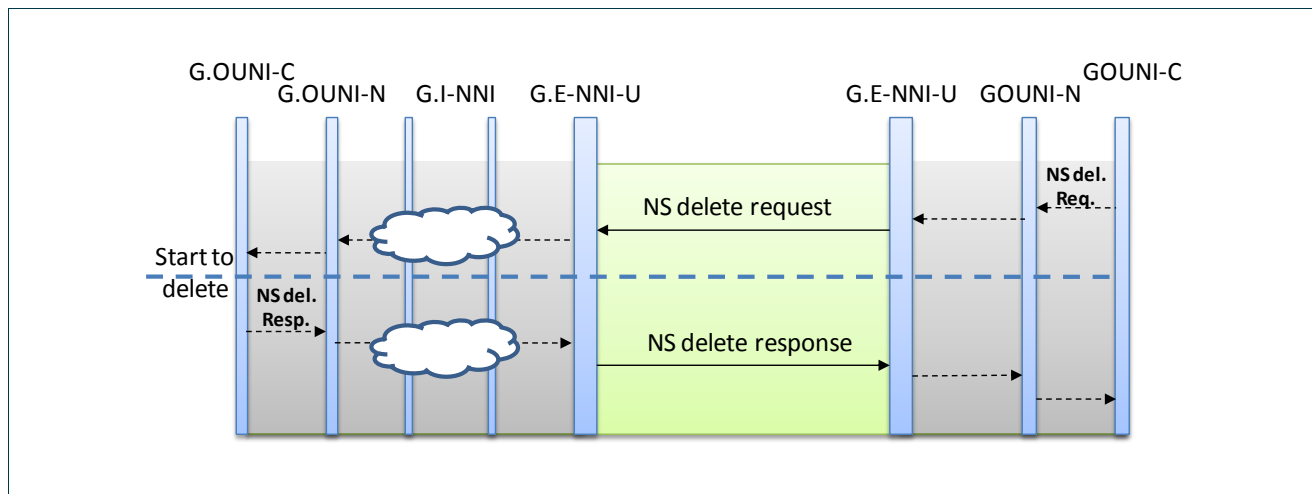 G.OUNI-C
GOUNI-C
G.OUNI-N
G.I-NNI
G.E-NNI-U
G.E-NNI-U
GOUNI-N
NS del.
Req.
NS delete request
Start to
delete
NS del.
Resp.
NS delete response